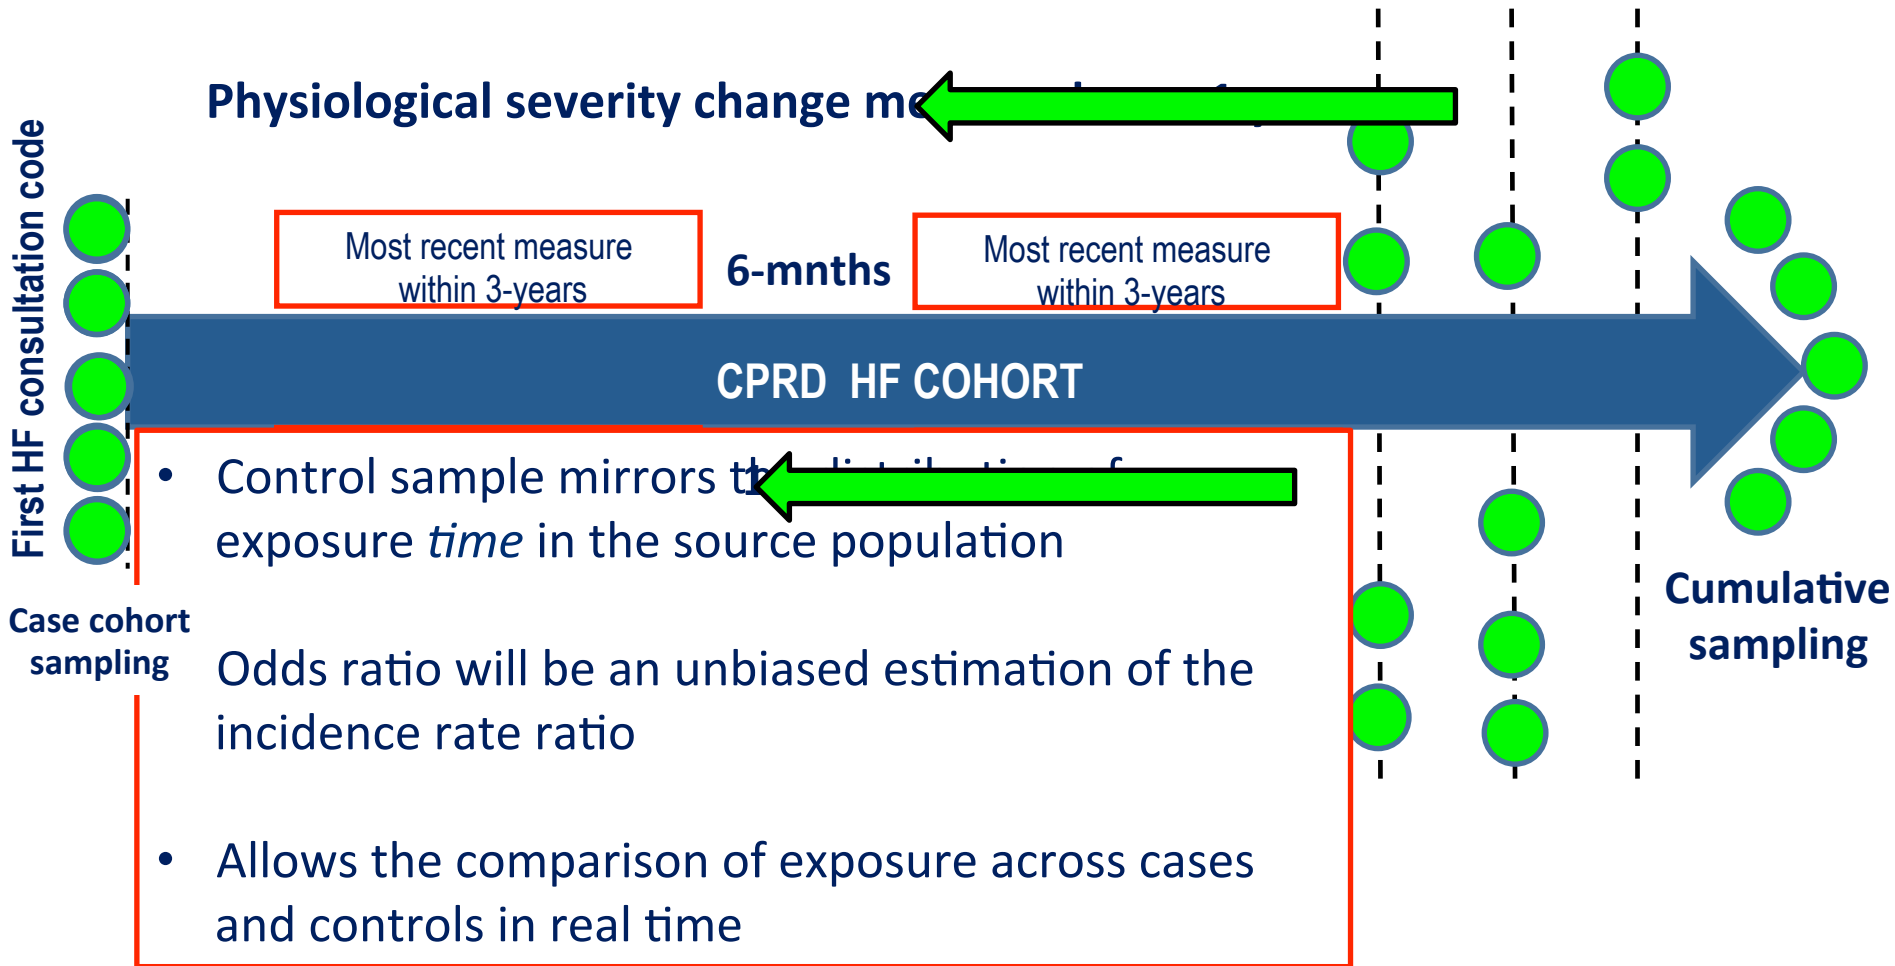 Physiological severity change
First HF consultation code
Most recent measure
within 3-years
6-mnths
Most recent measure
within 3-years
CPRD HF COHORT
• Control sample mirrors
exposure time in the source population
Odds ratio will be an unbiased estimation of the
incidence rate ratio
• Allows the comparison of exposure across cases
and controls in real time
Case cohort
sampling
Cumulative
sampling